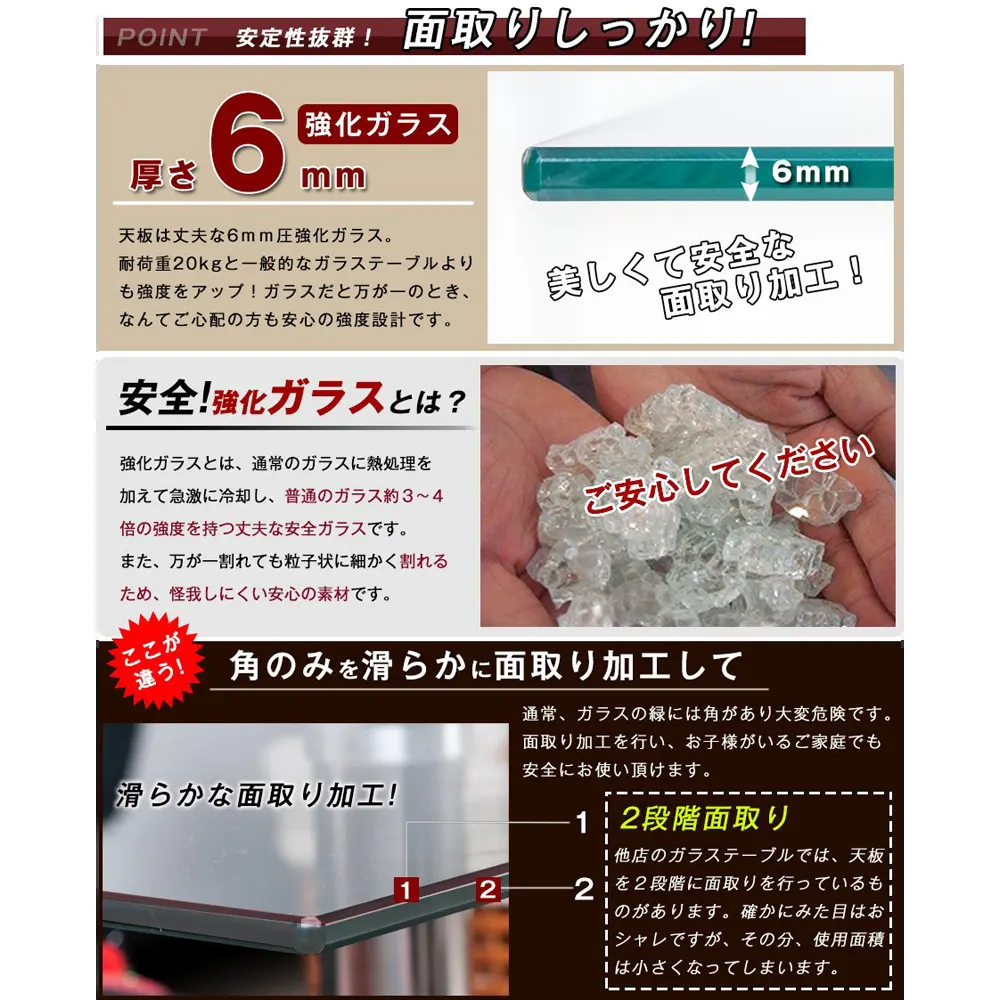 POINT 安定性抜群! 面取りしっかり!
厚さ6mm 強化ガラス
6mm
天板は丈夫な6mm圧強化ガラス。
耐荷重20kgと一般的なガラステーブルより
も強度をアップ!ガラスだと万が一のとき、
なんてご心配の方も安心の強度設計です。
美しくて安全な
面取り加工!
安全!強化ガラスとは?
強化ガラスとは、通常のガラスに熱処理を
加えて急激に冷却し、普通のガラス約3~4
倍の強度を持つ丈夫な安全ガラスです。
また、万が一割れても粒子状に細かく割れる
ため、怪我しにくい安心の素材です。
ご安心してください
ここが
違う!
角のみを滑らかに面取り加工して
通常、ガラスの緑には角があり大変危険です。
面取り加工を行い、お子様がいるご家庭でも
安全にお使い頂けます。
滑らかな面取り加工!
1
2
1
2
2段階面取り
他店のガラステーブルでは、天板
を2段階に面取りを行っているも
のがあります。確かにみた目はお
シャレですが、その分、使用面積
は小さくなってしまいます。